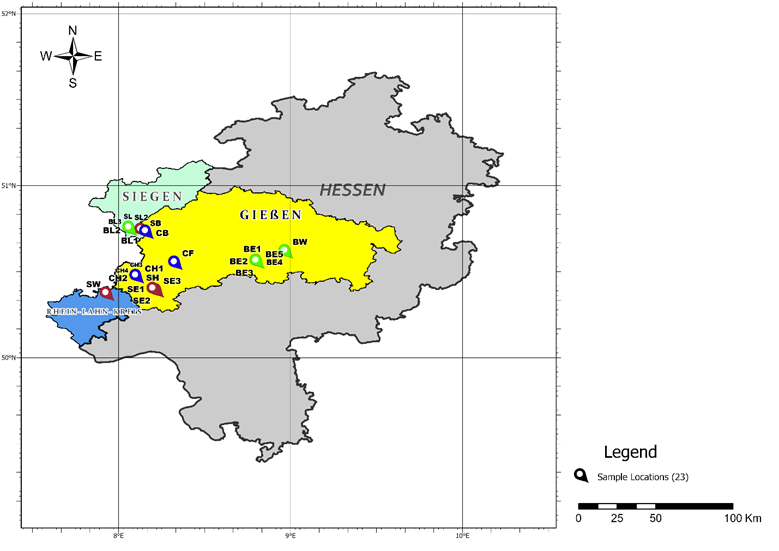 52°N
N
W E
S
51°N
HESSEN
SIEGEN
GIEßEN
SL SL2
BL3 SB
BL2 CB
BL1
BW
BE1
CF BE5
BE2 BE4
BE3
CH3
CH4 CH1
CH2 SH
SW SE3
SE1
SE2
RHEIN-LAHN-KREIS
50°N
8°E 9°E 10°E
Legend
Sample Locations (23)
0 25 50 100 Km